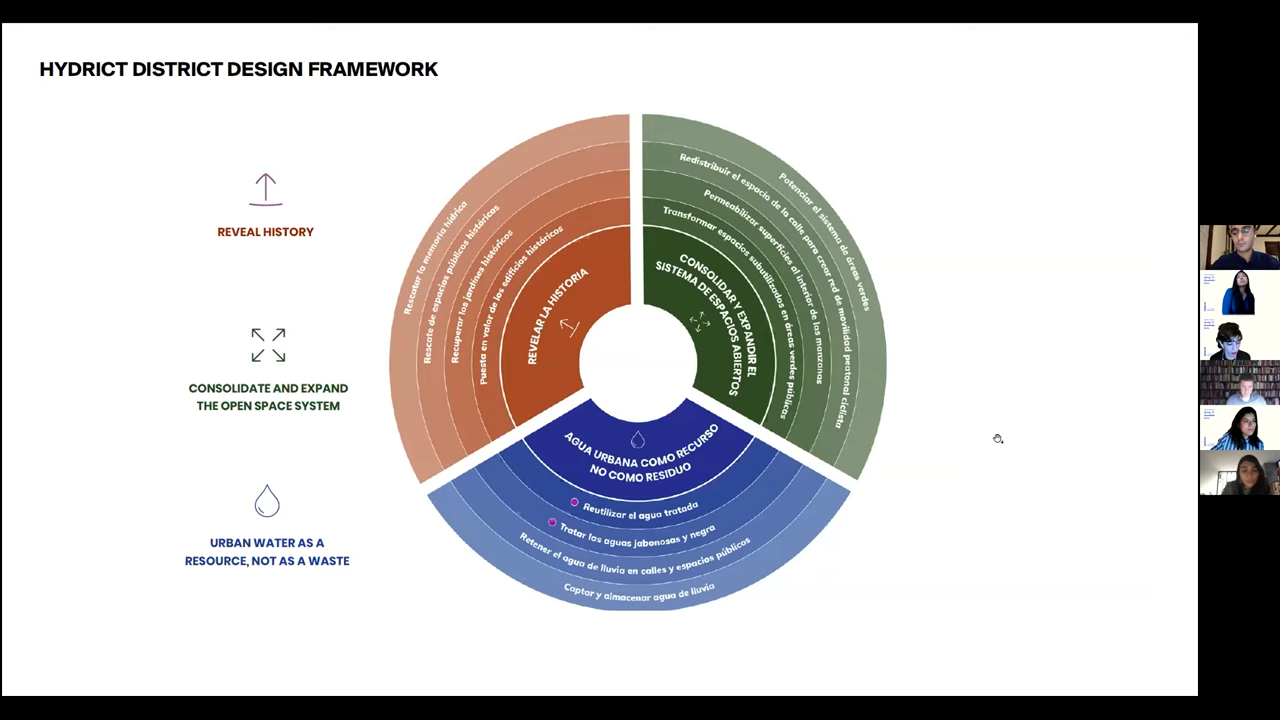 HYDRICT DISTRICT DESIGN FRAMEWORK
REVEAL HISTORY
CONSOLIDATE AND EXPAND
THE OPEN SPACE SYSTEM
URBAN WATER AS A
RESOURCE, NOT AS A WASTE
Rescatar la memoria hídrica
Rescate de espacios públicos históricos
Recuperar los jardines históricos
Puesta en valor de los edificios históricos
REVELAR LA HISTORIA
Potenciar el sistema de áreas verdes
Redistribuir el espacio de la calle para crear red de movilidad peatonal ciclista
Permeabilizar superficies al interior de las manzanas
Transformar espacios subutilizados en áreas verdes públicas
CONSOLIDAR Y EXPANDIR EL
SISTEMA DE ESPACIOS ABIERTOS
AGUA URBANA COMO RECURSO
NO COMO RESIDUO
Reutilizar el agua tratada
Tratar las aguas jabonosas y negra
Retener el agua de lluvia en calles y espacios públicos
Captar y almacenar agua de lluvia